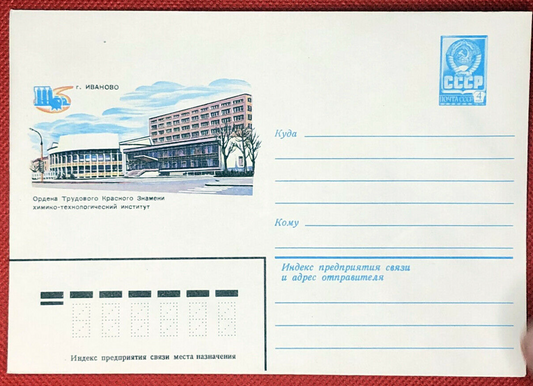 г. ИВАНОВО
Ордена Трудового Красного Знамени
химико-технологический институт
СССР
ПОЧТА СССР
4
Куда
Кому
Индекс предприятия связи
и адрес отправителя
Индекс предприятия связи места назначения